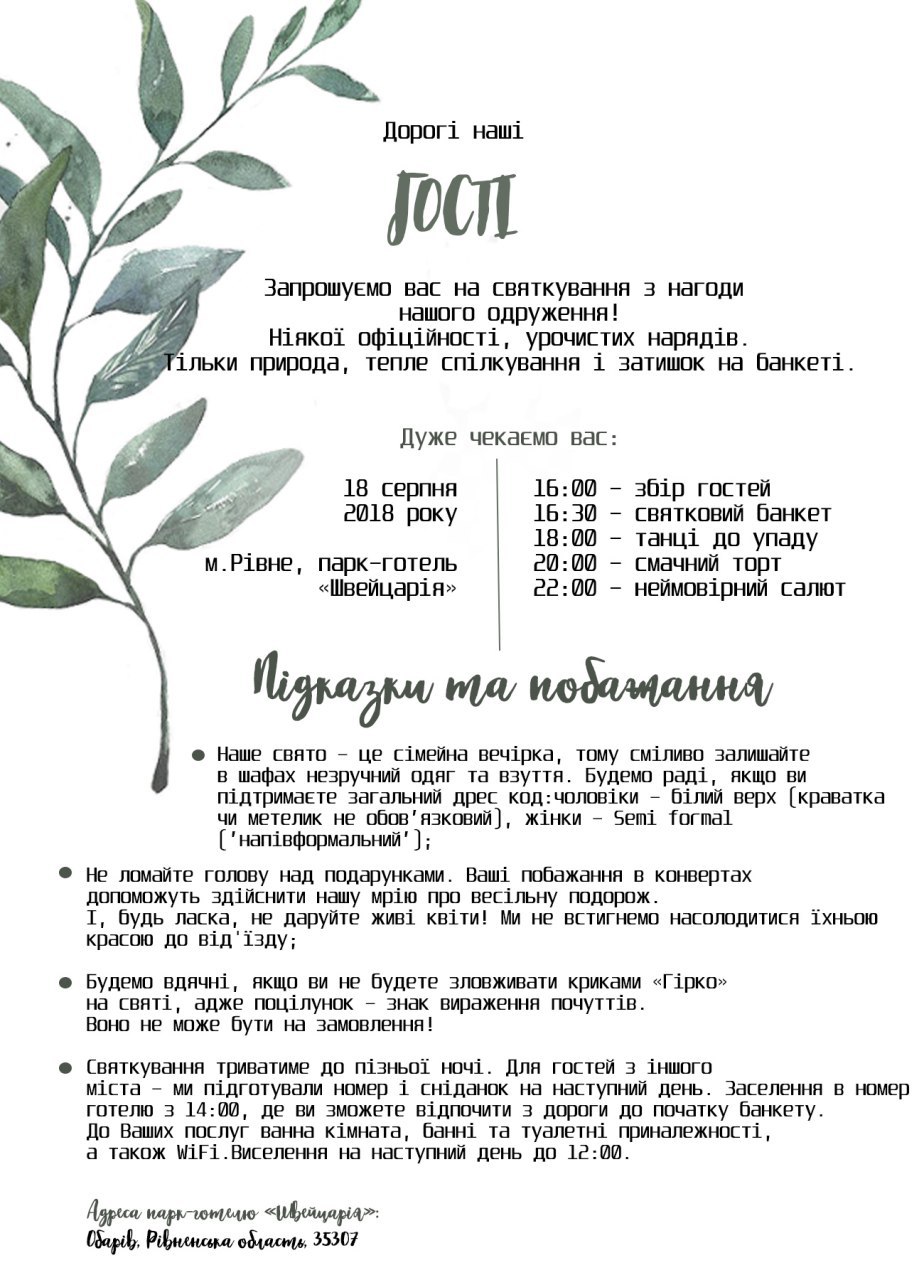 Дорогі наші
ГОСТІ
Запрошуємо вас на святкування з нагоди
нашого одруження!
Ніякої офіційності, урочистих нарядів.
Тільки природа, тепле спілкування і затишок на банкеті.
Дуже чекаємо вас:
18 серпня
2018 року
м.Рівне, парк-готель
«Швейцарія»
16:00 – збір гостей
16:30 – святковий банкет
18:00 – танці до упаду
20:00 – смачний торт
22:00 – неймовірний салют
Підказки та побажання
● Наше свято – це сімейна вечірка, тому сміливо залишайте
в шафах незручний одяг та взуття. Будемо раді, якщо ви
підтримаєте загальний дрес код:чоловіки – білий верх (краватка
чи метелик не обов'язковий), жінки – Semi formal
('напівформальний');
● Не ломайте голову над подарунками. Ваші побажання в конвертах
допоможуть здійснити нашу мрію про весільну подорож.
І, будь ласка, не даруйте живі квіти! Ми не встигнемо насолодитися їхньою
красою до від'їзду;
● Будемо вдячні, якщо ви не будете зловживати криками «Гірко»
на святі, адже поцілунок – знак вираження почуттів.
Воно не може бути на замовлення!
● Святкування триватиме до пізньої ночі. Для гостей з іншого
міста – ми підготували номер і сніданок на наступний день. Заселення в номер
готелю з 14:00, де ви зможете відпочити з дороги до початку банкету.
До Ваших послуг ванна кімната, банні та туалетні приналежності,
а також WiFi.Виселення на наступний день до 12:00.
Адреса парк-готелю «Швейцарія»:
Обарів, Рівненська область, 35307